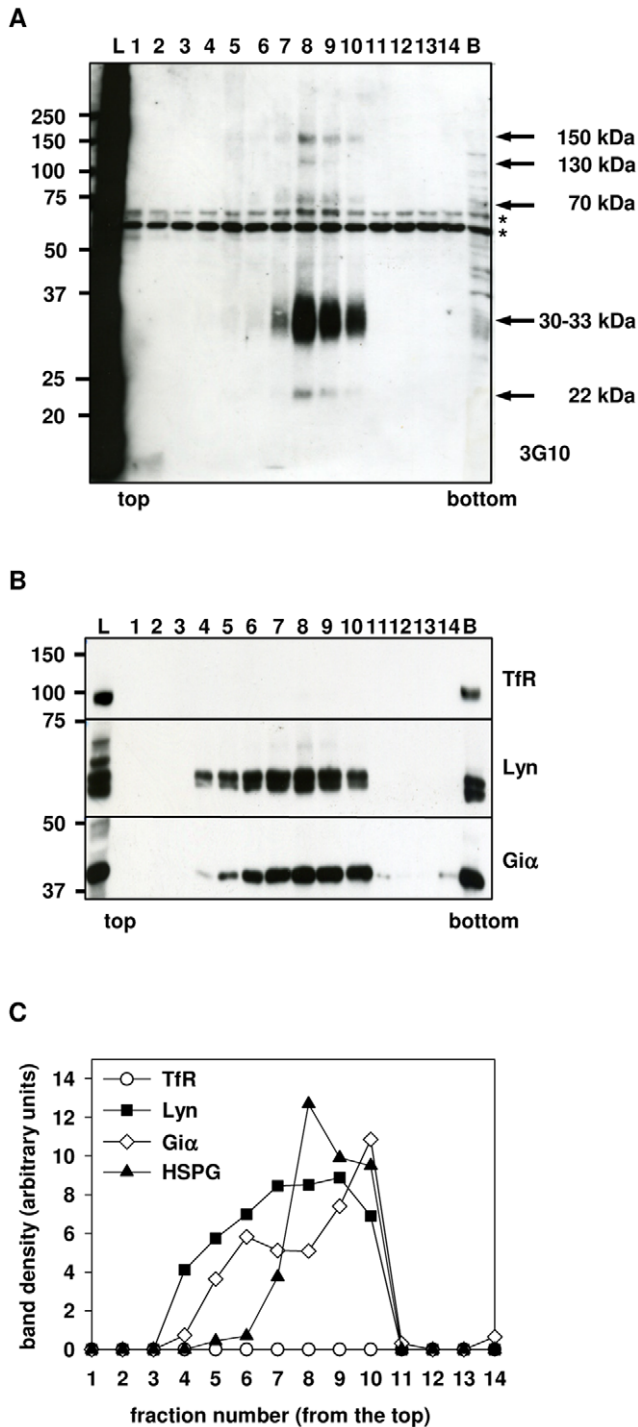 A
L 1 2 3 4 5 6 7 8 9 10 11 12 13 14 B
250
150
100
75
50
37
25
20
150 kDa
130 kDa
70 kDa
*
*
30-33 kDa
22 kDa
3G10
top bottom
B
L 1 2 3 4 5 6 7 8 9 10 11 12 13 14 B
150
100
75
50
37
TfR
Lyn
Giα
top bottom
C
band density (arbitrary units)
14
12
10
8
6
4
2
0
TfR
Lyn
Giα
HSPG
1 2 3 4 5 6 7 8 9 10 11 12 13 14
fraction number (from the top)